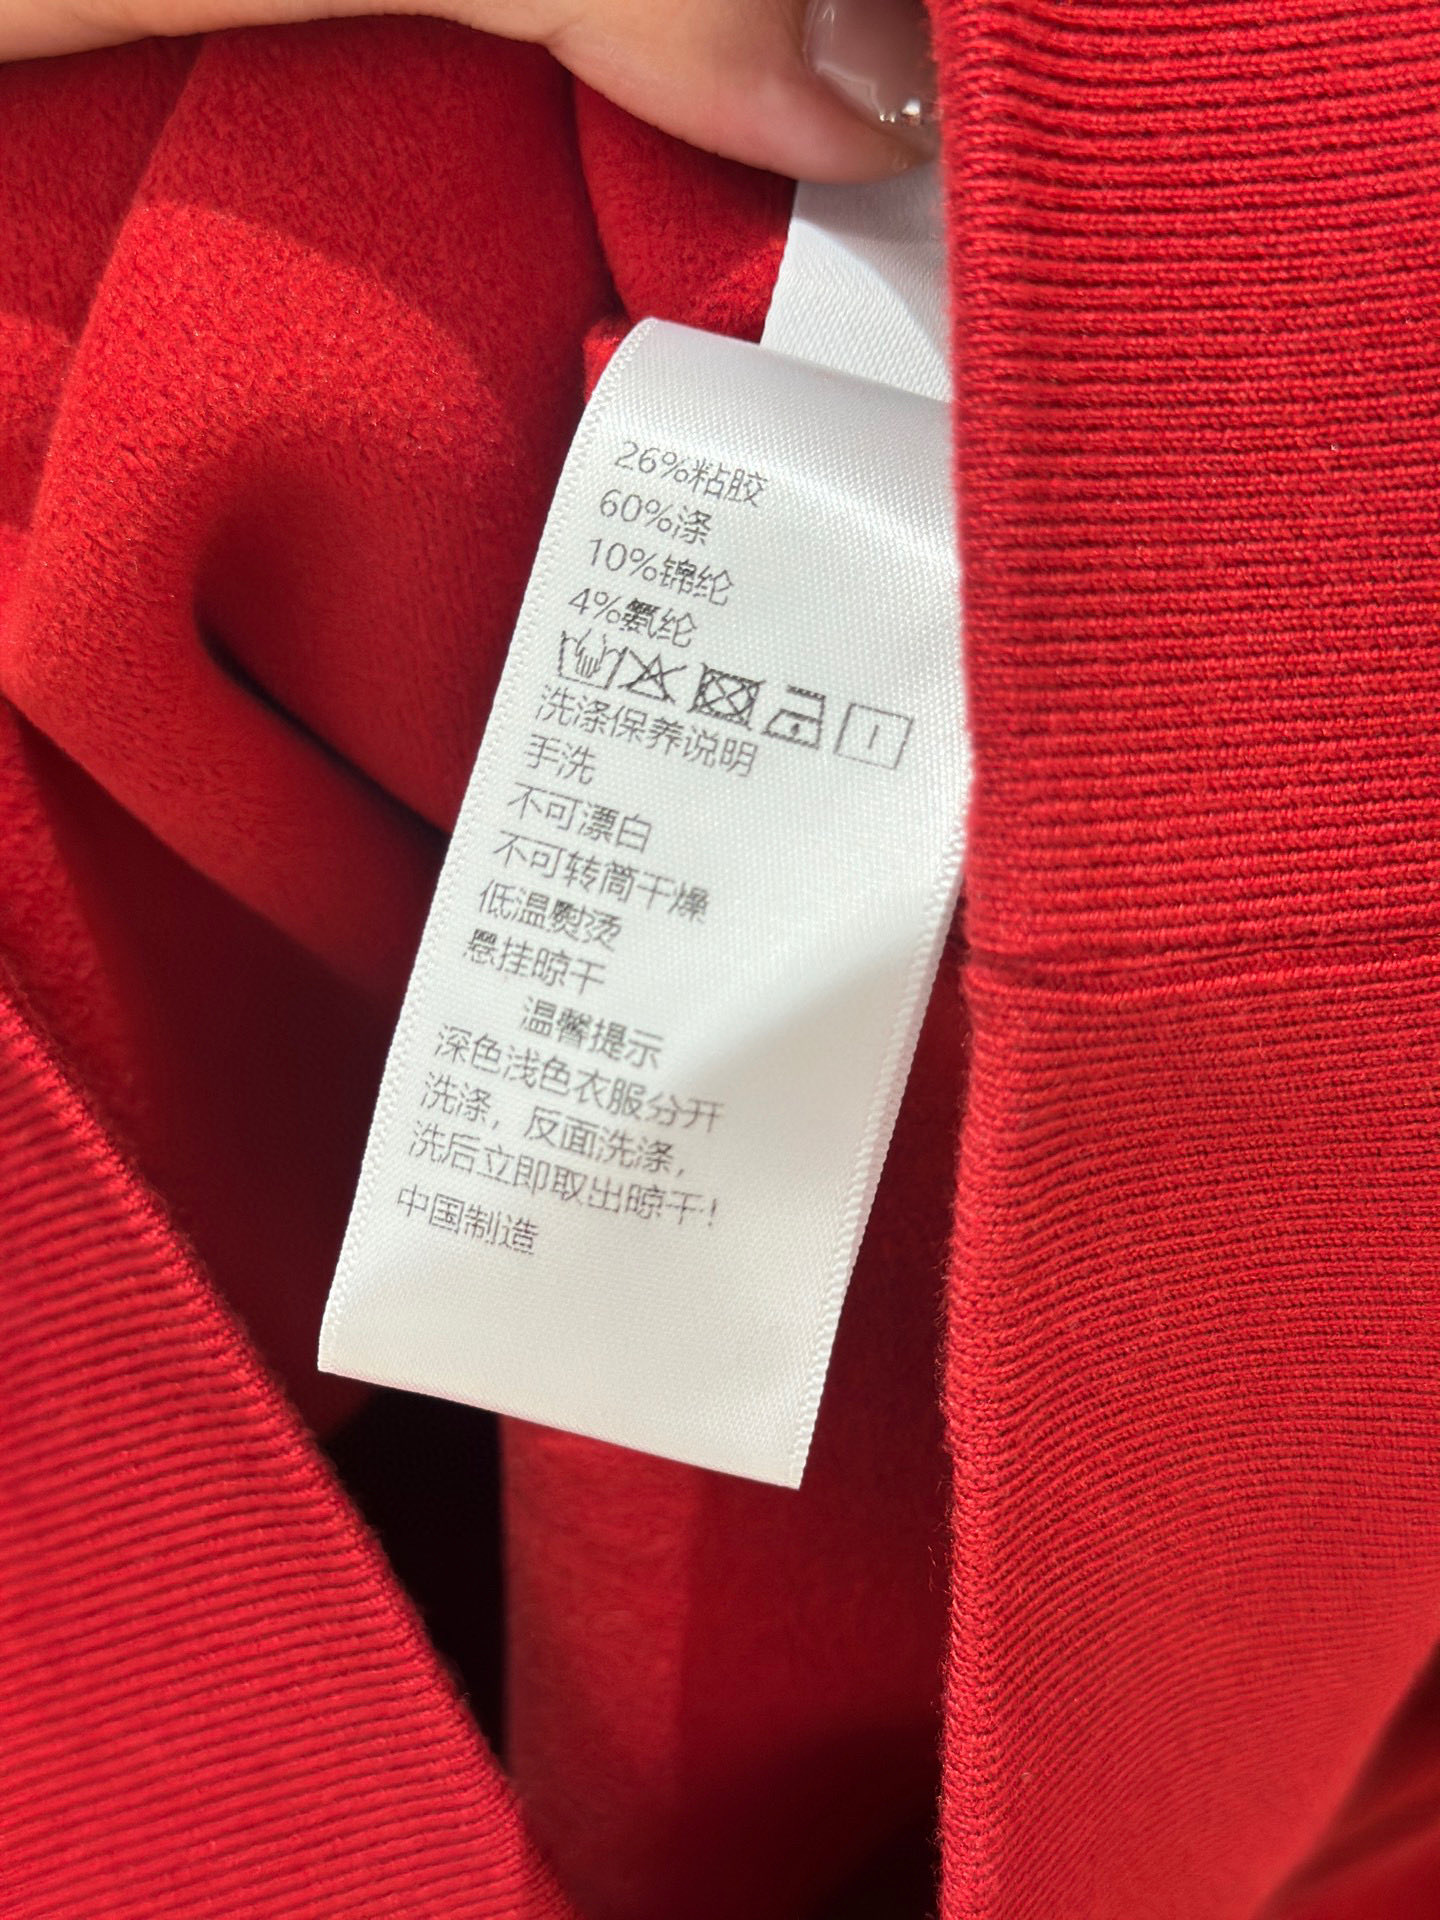 26%粘胶
60%涤
10%锦纶
4%氨纶
洗涤保养说明
手洗
不可漂白
不可转筒干燥
低温熨烫
悬挂晾干
温馨提示
深色浅色衣服分开
洗涤，反面洗涤，
洗后立即取出晾干！
中国制造